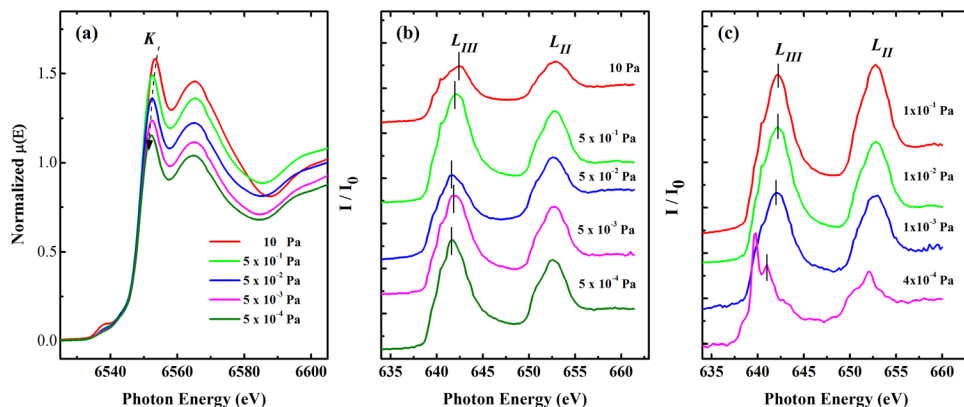 (a)
K
1.5
1.0
0.5
0.0
Normalized μ(E)
10 Pa
5 x 10⁻¹ Pa
5 x 10⁻² Pa
5 x 10⁻³ Pa
5 x 10⁻⁴ Pa
6540 6560 6580 6600
Photon Energy (eV)
(b)
L_III
L_II
10 Pa
5 x 10⁻¹ Pa
5 x 10⁻² Pa
5 x 10⁻³ Pa
5 x 10⁻⁴ Pa
I / I₀
635 640 645 650 655 660
Photon Energy (eV)
(c)
L_III
L_II
1x10⁻¹ Pa
1x10⁻² Pa
1x10⁻³ Pa
4x10⁻⁴ Pa
I / I₀
635 640 645 650 655 660
Photon Energy (eV)